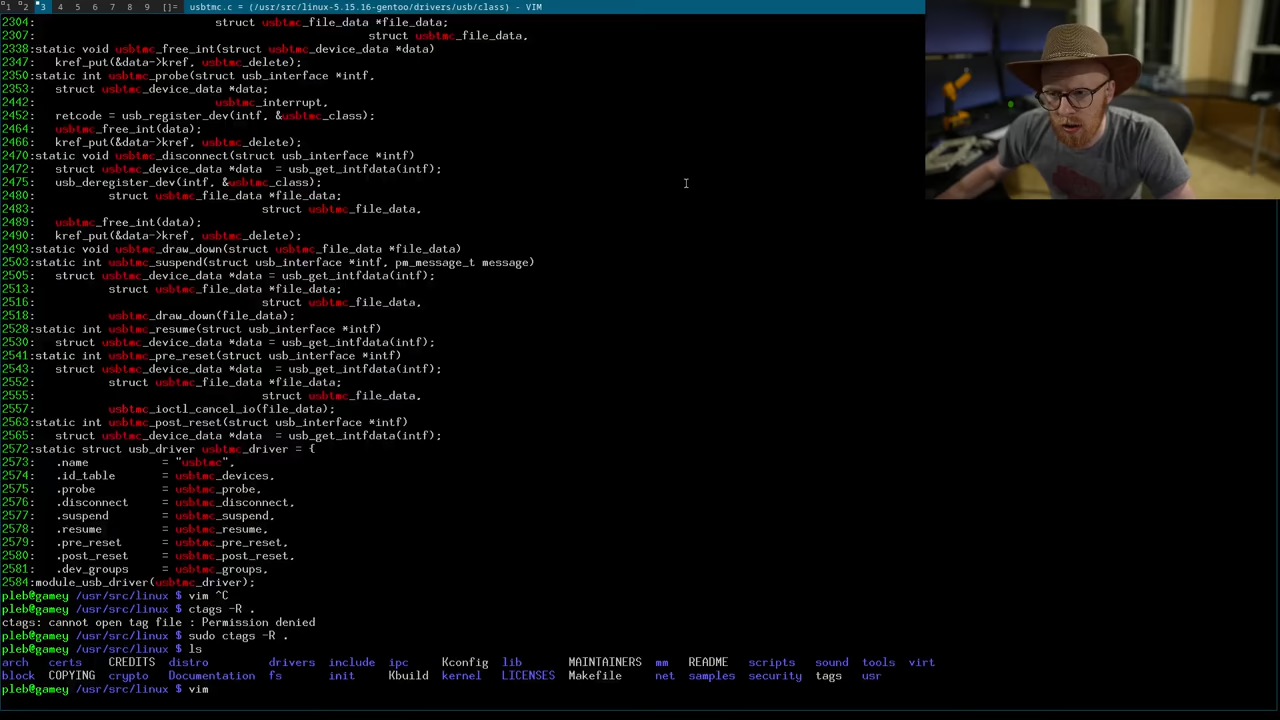 1 2 3 4 5 6 7 8 9 []= usbtmc.c = (/usr/src/linux-5.15.16-gentoo/drivers/usb/class) - VIM
2304: struct usbtmc_file_data *file_data;
2307: struct usbtmc_file_data,
2338:static void usbtmc_free_int(struct usbtmc_device_data *data)
2347: kref_put(&data->kref, usbtmc_delete);
2350:static int usbtmc_probe(struct usb_interface *intf,
2353: struct usbtmc_device_data *data;
2442: usbtmc_interrupt,
2452: retcode = usb_register_dev(intf, &usbtmc_class);
2464: usbtmc_free_int(data);
2466: kref_put(&data->kref, usbtmc_delete);
2470:static void usbtmc_disconnect(struct usb_interface *intf)
2472: struct usbtmc_device_data *data = usb_get_intfdata(intf);
2475: usb_deregister_dev(intf, &usbtmc_class);
2480: struct usbtmc_file_data *file_data;
2483: struct usbtmc_file_data,
2489: usbtmc_free_int(data);
2490: kref_put(&data->kref, usbtmc_delete);
2493:static void usbtmc_draw_down(struct usbtmc_file_data *file_data)
2503:static int usbtmc_suspend(struct usb_interface *intf, pm_message_t message)
2505: struct usbtmc_device_data *data = usb_get_intfdata(intf);
2513: struct usbtmc_file_data *file_data;
2516: struct usbtmc_file_data,
2518: usbtmc_draw_down(file_data);
2528:static int usbtmc_resume(struct usb_interface *intf)
2530: struct usbtmc_device_data *data = usb_get_intfdata(intf);
2541:static int usbtmc_pre_reset(struct usb_interface *intf)
2543: struct usbtmc_device_data *data = usb_get_intfdata(intf);
2552: struct usbtmc_file_data *file_data;
2555: struct usbtmc_file_data,
2557: usbtmc_ioctl_cancel_io(file_data);
2563:static int usbtmc_post_reset(struct usb_interface *intf)
2565: struct usbtmc_device_data *data = usb_get_intfdata(intf);
2572:static struct usb_driver usbtmc_driver = {
2573: .name = "usbtmc",
2574: .id_table = usbtmc_devices,
2575: .probe = usbtmc_probe,
2576: .disconnect = usbtmc_disconnect,
2577: .suspend = usbtmc_suspend,
2578: .resume = usbtmc_resume,
2579: .pre_reset = usbtmc_pre_reset,
2580: .post_reset = usbtmc_post_reset,
2581: .dev_groups = usbtmc_groups,
2584:module_usb_driver(usbtmc_driver);
pleb@gamey /usr/src/linux $ vim ^C
pleb@gamey /usr/src/linux $ ctags -R .
ctags: cannot open tag file : Permission denied
pleb@gamey /usr/src/linux $ sudo ctags -R .
pleb@gamey /usr/src/linux $ ls
arch certs CREDITS distro drivers include ipc Kconfig lib MAINTAINERS mm README scripts sound tools virt
block COPYING crypto Documentation fs init Kbuild kernel LICENSES Makefile net samples security tags usr
pleb@gamey /usr/src/linux $ vim